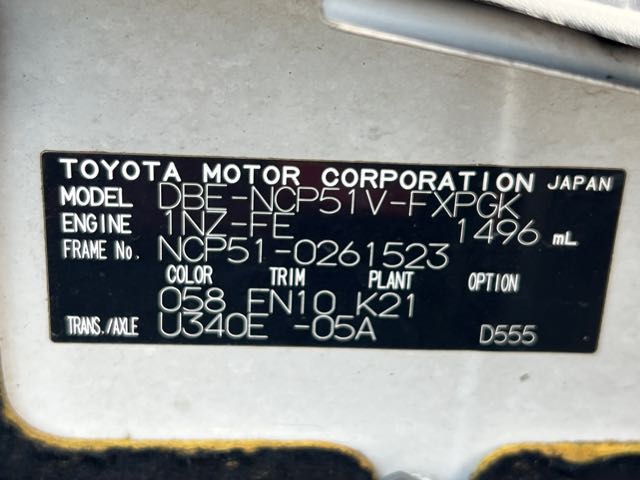 TOYOTA MOTOR CORPORATION JAPAN
MODEL DBE-NCP51V-FXPGK
ENGINE 1NZ-FE 1496 mL
FRAME No. NCP51-0261523
COLOR TRIM PLANT OPTION
058 EN10 K21
TRANS./AXLE U340E -05A D555